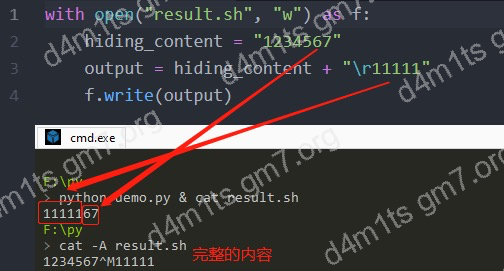 1 with open("result.sh", "w") as f:
2 hiding_content = "1234567"
3 output = hiding_content + "\r11111"
4 f.write(output)
cmd.exe
F:\py
> python demo.py & cat result.sh
1111167
F:\py
> cat -A result.sh 完整的内容
1234567^M11111
d4m1ts gm7.org
d4m1ts gm7.org
d4m1ts gm7.org
d4m1ts gm7.org